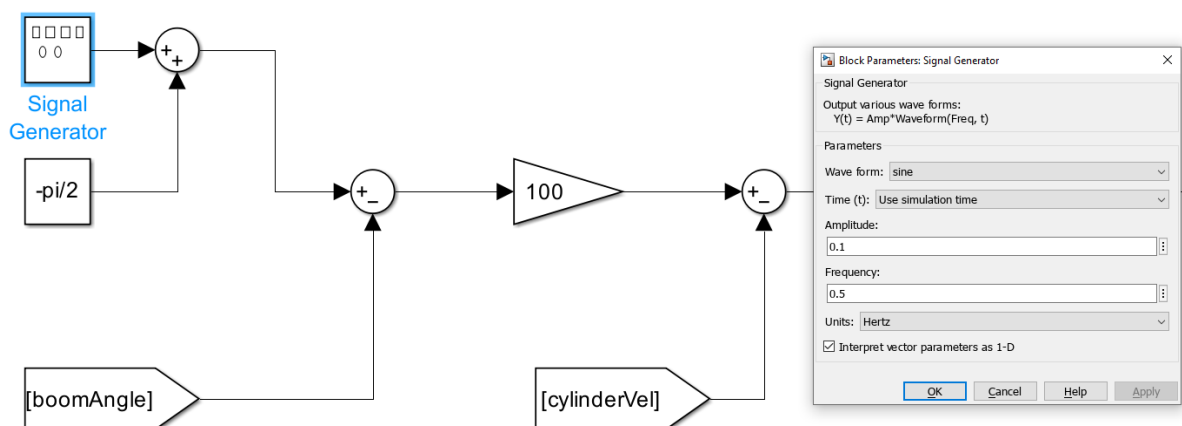 Signal
Generator
-pi/2
+
+
+
-
100
+
-
[boomAngle]
[cylinderVel]
Block Parameters: Signal Generator
Signal Generator
Output various wave forms:
Y(t) = Amp*Waveform(Freq, t)
Parameters
Wave form: sine
Time (t): Use simulation time
Amplitude:
0.1
Frequency:
0.5
Units: Hertz
Interpret vector parameters as 1-D
OK Cancel Help Apply